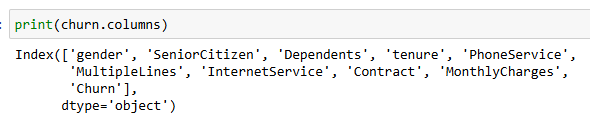 print(churn.columns)
Index(['gender', 'SeniorCitizen', 'Dependents', 'tenure', 'PhoneService',
'MultipleLines', 'InternetService', 'Contract', 'MonthlyCharges',
'Churn'],
dtype='object')